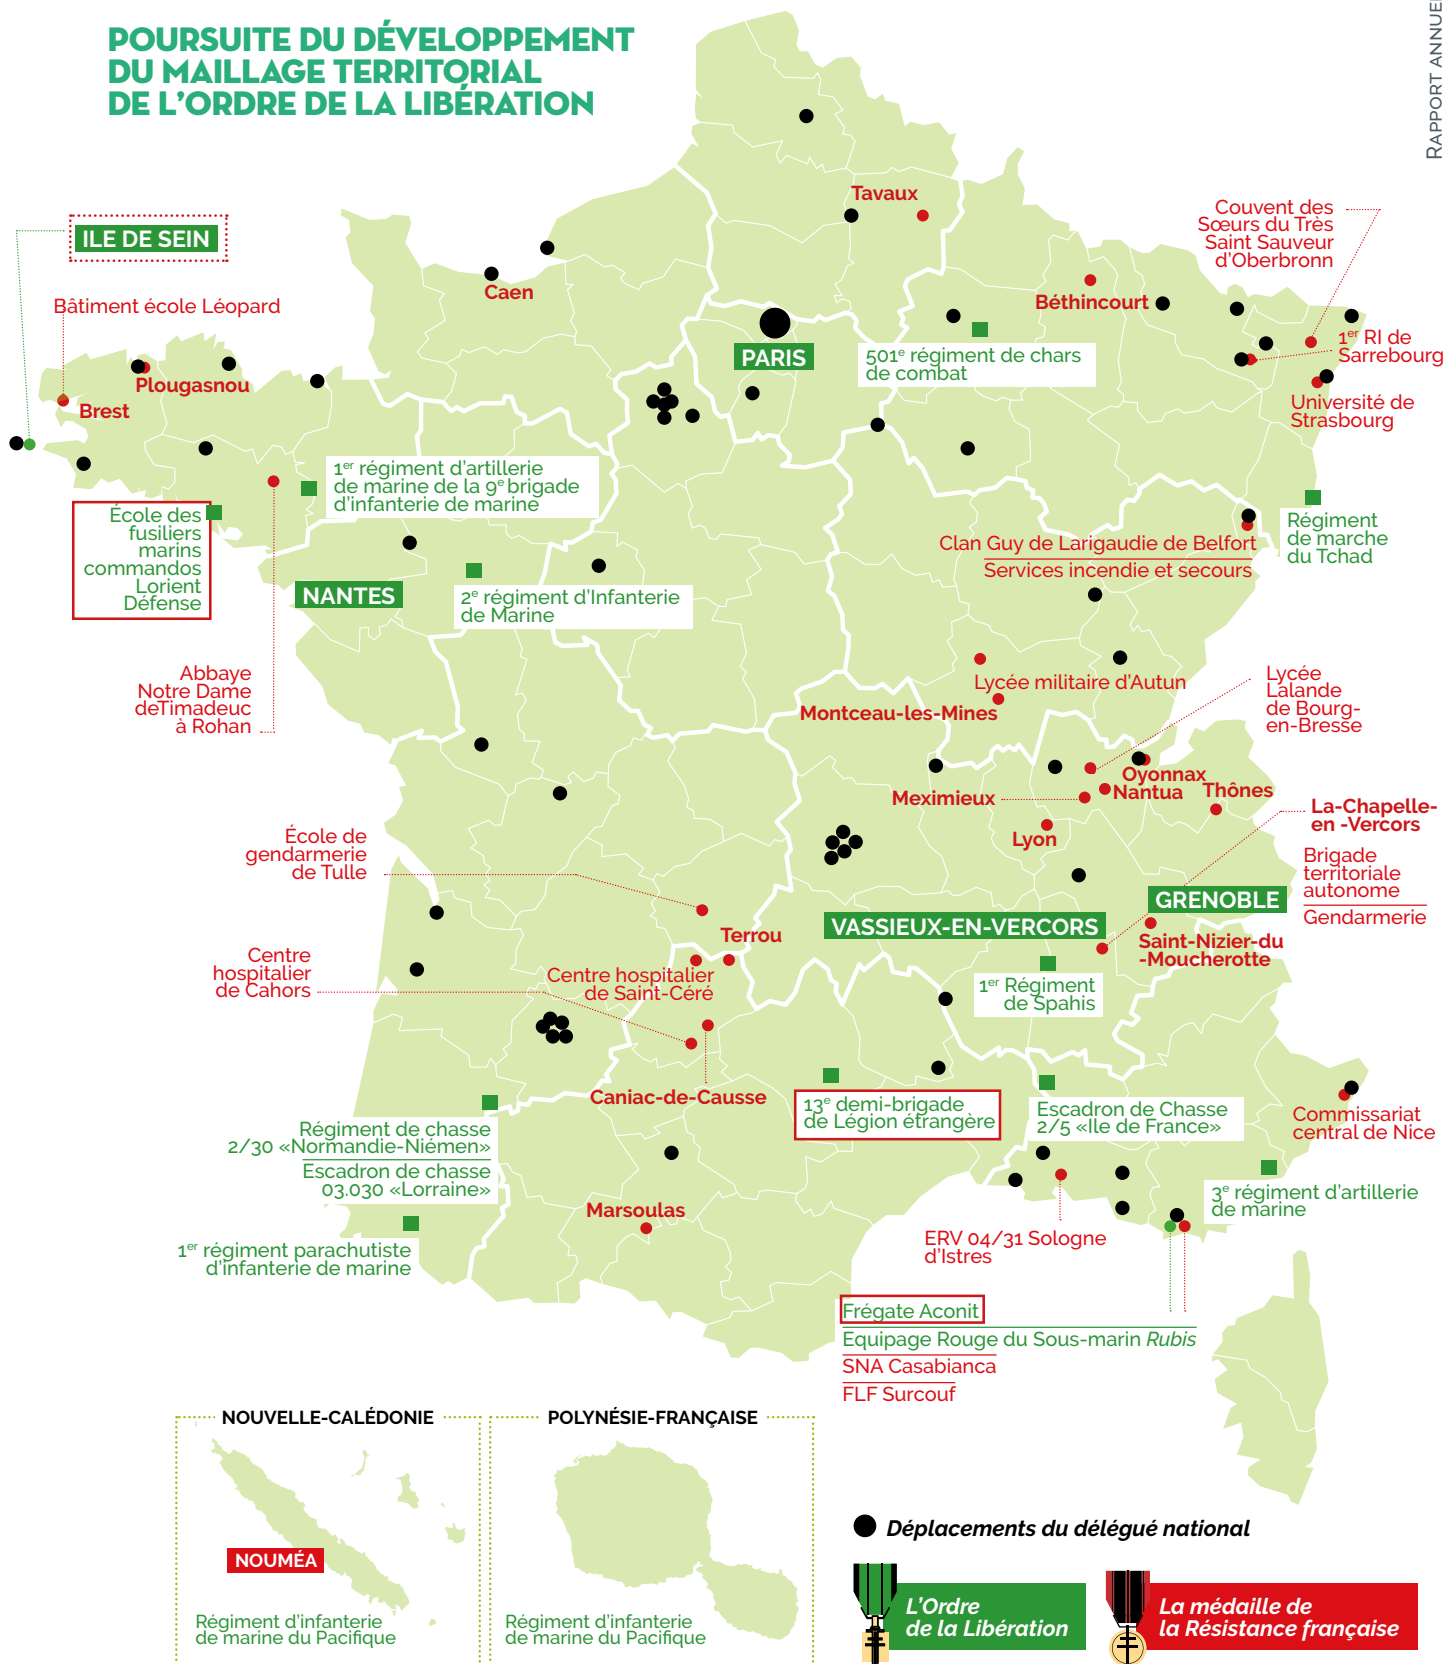 RAPPORT ANNUEL
POURSUITE DU DÉVELOPPEMENT
DU MAILLAGE TERRITORIAL
DE L'ORDRE DE LA LIBÉRATION
Tavaux
Couvent des
Sœurs du Très
Saint Sauveur
d'Oberbronn
ILE DE SEIN
Bâtiment école Léopard
Caen
Béthincourt
1er RI de
Sarrebourg
PARIS
501e régiment de chars
de combat
Plougasnou
Brest
Université de
Strasbourg
1er régiment d'artillerie
de marine de la 9e brigade
d'infanterie de marine
École des
fusiliers
marins
commandos
Lorient
Défense
Régiment
de marche
du Tchad
Clan Guy de Larigaudie de Belfort
Services incendie et secours
NANTES
2e régiment d'Infanterie
de Marine
Abbaye
Notre Dame
deTimadeuc
à Rohan
Lycée militaire d'Autun
Montceau-les-Mines
Lycée
Lalande
de Bourg-
en-Bresse
Oyonnax
Nantua
Thônes
Meximieux
La-Chapelle-
en -Vercors
Lyon
École de
gendarmerie
de Tulle
Brigade
territoriale
autonome
Gendarmerie
GRENOBLE
VASSIEUX-EN-VERCORS
Terrou
Saint-Nizier-du
-Moucherotte
Centre
hospitalier
de Cahors
Centre hospitalier
de Saint-Céré
1er Régiment
de Spahis
Caniac-de-Causse
13e demi-brigade
de Légion étrangère
Escadron de Chasse
2/5 «Ile de France»
Commissariat
central de Nice
Régiment de chasse
2/30 «Normandie-Niémen»
Escadron de chasse
03.030 «Lorraine»
Marsoulas
3e régiment d'artillerie
de marine
1er régiment parachutiste
d'infanterie de marine
ERV 04/31 Sologne
d'Istres
Frégate Aconit
Equipage Rouge du Sous-marin Rubis
SNA Casabianca
FLF Surcouf
NOUVELLE-CALÉDONIE
POLYNÉSIE-FRANÇAISE
NOUMÉA
Régiment d'infanterie
de marine du Pacifique
Régiment d'infanterie
de marine du Pacifique
Déplacements du délégué national
L'Ordre
de la Libération
La médaille de
la Résistance française